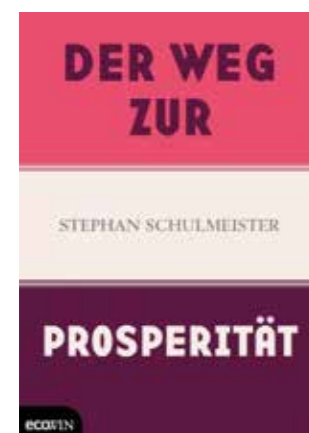 DER WEG
ZUR
STEPHAN SCHULMEISTER
PROSPERITÄT
ecoWIN